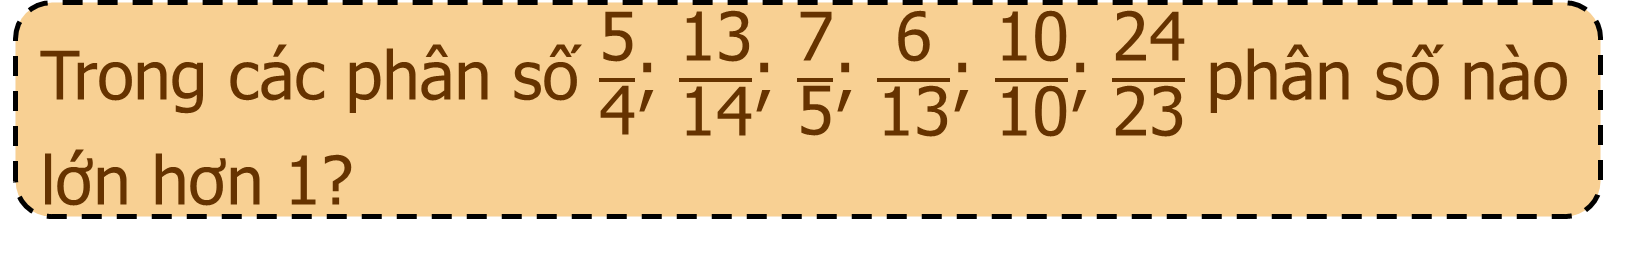 Trong các phân số 5/4; 13/14; 7/5; 6/13; 10/10; 24/23 phân số nào
lớn hơn 1?